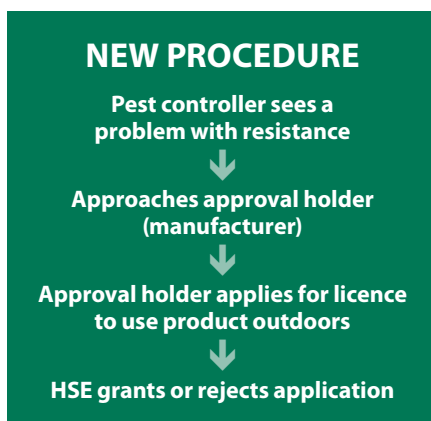 NEW PROCEDURE
Pest controller sees a
problem with resistance
Approaches approval holder
(manufacturer)
Approval holder applies for licence
to use product outdoors
HSE grants or rejects application